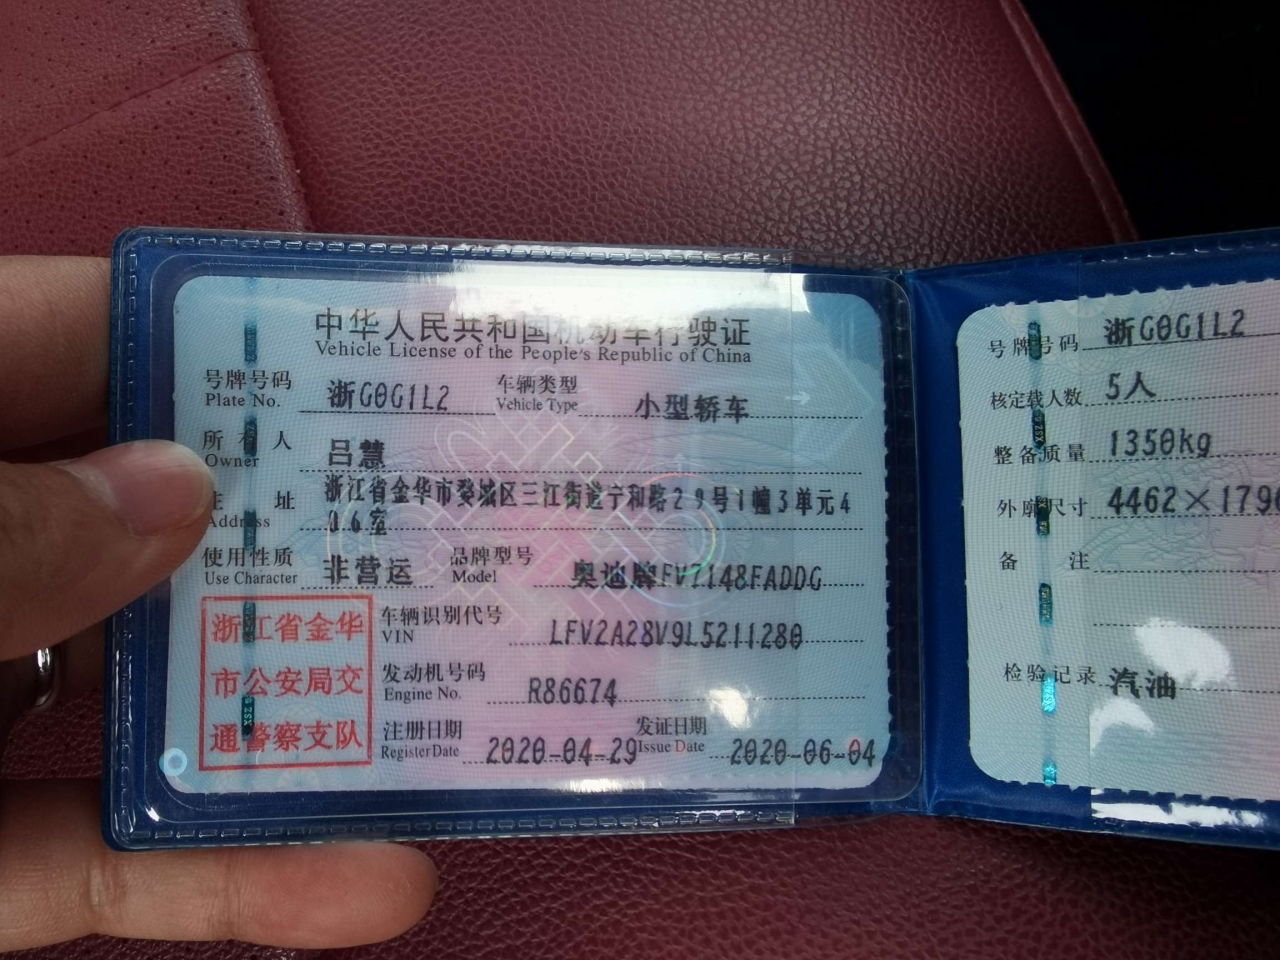 中华人民共和国机动车行驶证
Vehicle License of the People's Republic of China
号牌号码 浙G0G1L2 车辆类型 小型轿车
Plate No. Vehicle Type
所有人 吕慧
Owner
住址 浙江省金华市婺城区三江街道宁和路29号1幢3单元4
Address 06室
使用性质 非营运 品牌型号 奥迪牌FV7148FADDG
Use Character Model
浙江省金华
市公安局交
通警察支队
车辆识别代号 LFV2A28V9L5211280
VIN
发动机号码 R86674
Engine No.
注册日期 2020-04-29 发证日期 2020-06-04
Register Date Issue Date
号牌号码 浙G0G1L2
核定载人数 5人
整备质量 1350kg
外廓尺寸 4462×179
备注
检验记录 汽油